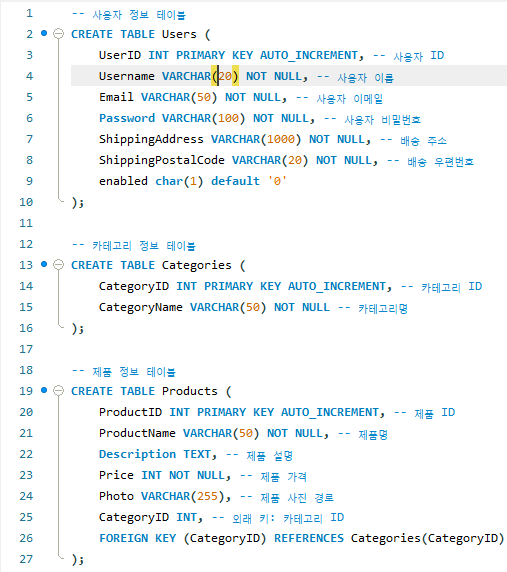 1 -- 사용자 정보 테이블
2 CREATE TABLE Users (
3 UserID INT PRIMARY KEY AUTO_INCREMENT, -- 사용자 ID
4 Username VARCHAR(20) NOT NULL, -- 사용자 이름
5 Email VARCHAR(50) NOT NULL, -- 사용자 이메일
6 Password VARCHAR(100) NOT NULL, -- 사용자 비밀번호
7 ShippingAddress VARCHAR(1000) NOT NULL, -- 배송 주소
8 ShippingPostalCode VARCHAR(20) NOT NULL, -- 배송 우편번호
9 enabled char(1) default '0'
10 );
11
12 -- 카테고리 정보 테이블
13 CREATE TABLE Categories (
14 CategoryID INT PRIMARY KEY AUTO_INCREMENT, -- 카테고리 ID
15 CategoryName VARCHAR(50) NOT NULL -- 카테고리명
16 );
17
18 -- 제품 정보 테이블
19 CREATE TABLE Products (
20 ProductID INT PRIMARY KEY AUTO_INCREMENT, -- 제품 ID
21 ProductName VARCHAR(50) NOT NULL, -- 제품명
22 Description TEXT, -- 제품 설명
23 Price INT NOT NULL, -- 제품 가격
24 Photo VARCHAR(255), -- 제품 사진 경로
25 CategoryID INT, -- 외래 키: 카테고리 ID
26 FOREIGN KEY (CategoryID) REFERENCES Categories(CategoryID)
27 );